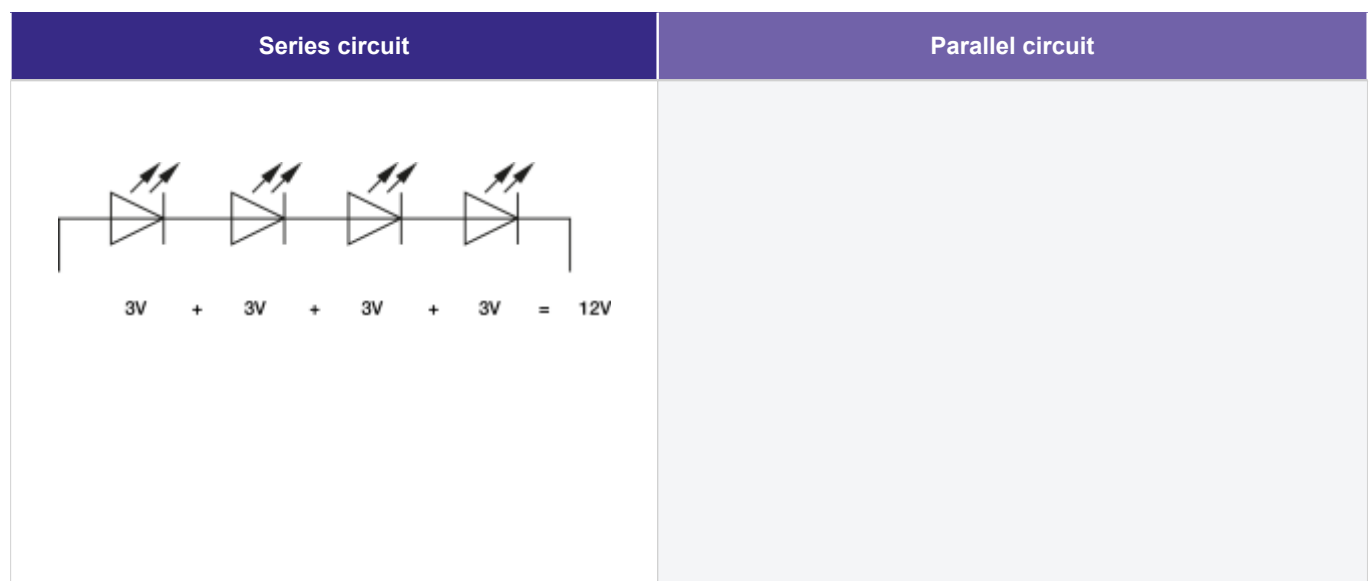 Series circuit
Parallel circuit
3V + 3V + 3V + 3V = 12V